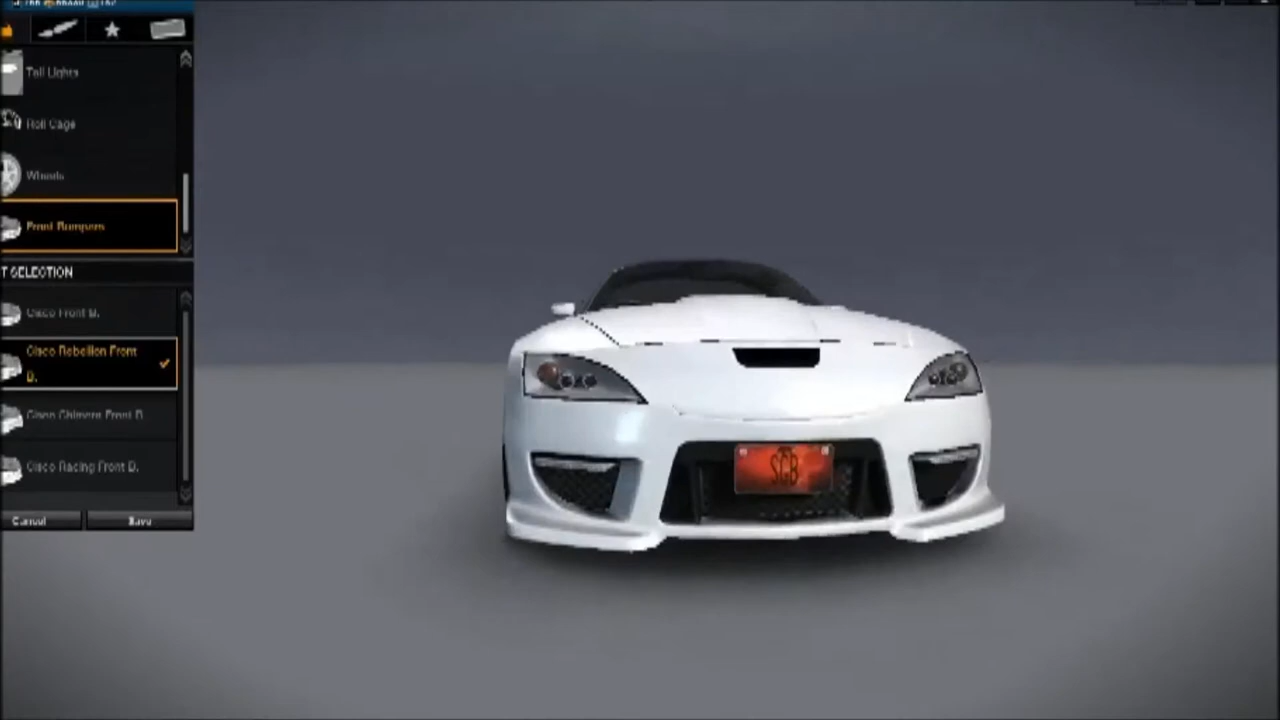 Tail Lights
Roll Cage
Wheels
Front Bumpers
T SELECTION
Cisco Front B.
Cisco Rebellion Front
B.
Cisco Chimera Front B
Cisco Racing Front B.
Cancel
Save
SGB